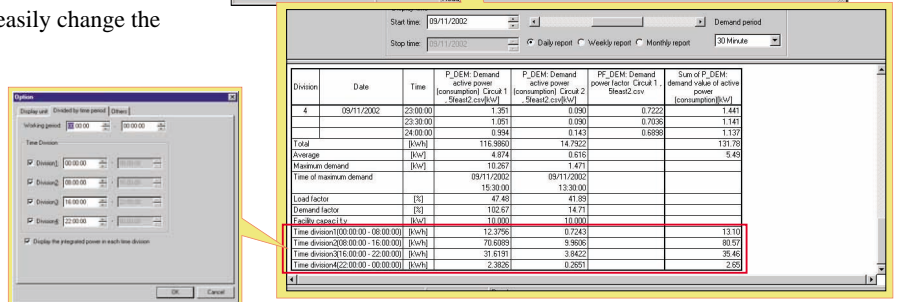 easily change the
Start time: 09/11/2002 Demand period
Stop time: 09/11/2002 Daily report Weekly report Monthly report 30 Minute
Division Date Time P_DEM: Demand active power (consumption) Circuit 1 , 5feast2.csv[kW] P_DEM: Demand active power (consumption) Circuit 2 , 5feast2.csv[kW] PF_DEM: Demand power factor Circuit 1 , 5feast2.csv Sum of P_DEM: demand value of active power (consumption)[kW]
4 09/11/2002 23:00:00 1.351 0.090 0.7222 1.441
23:30:00 1.051 0.090 0.7036 1.141
24:00:00 0.994 0.143 0.6898 1.137
Total [kWh] 116.9860 14.7922 131.78
Average [kW] 4.874 0.616 5.49
Maximum demand [kW] 10.267 1.471
Time of maximum demand 09/11/2002 09/11/2002
15:30:00 13:30:00
Load factor [%] 47.48 41.89
Demand factor [%] 102.67 14.71
Facility capacity [kW] 10.000 10.000
Time division1(00:00:00 - 08:00:00) [kWh] 12.3756 0.7243 13.10
Time division2(08:00:00 - 16:00:00) [kWh] 70.6089 9.9606 80.57
Time division3(16:00:00 - 22:00:00) [kWh] 31.6191 3.8422 35.46
Time division4(22:00:00 - 00:00:00) [kWh] 2.3826 0.2651 2.65
Option
Display unit Divided by time period Others
Working period 00:00:00 - 00:00:00
Time Division
Division1 00:00:00 -
Division2 08:00:00 -
Division3 16:00:00 -
Division4 22:00:00 -
Display the integrated power in each time division
OK Cancel